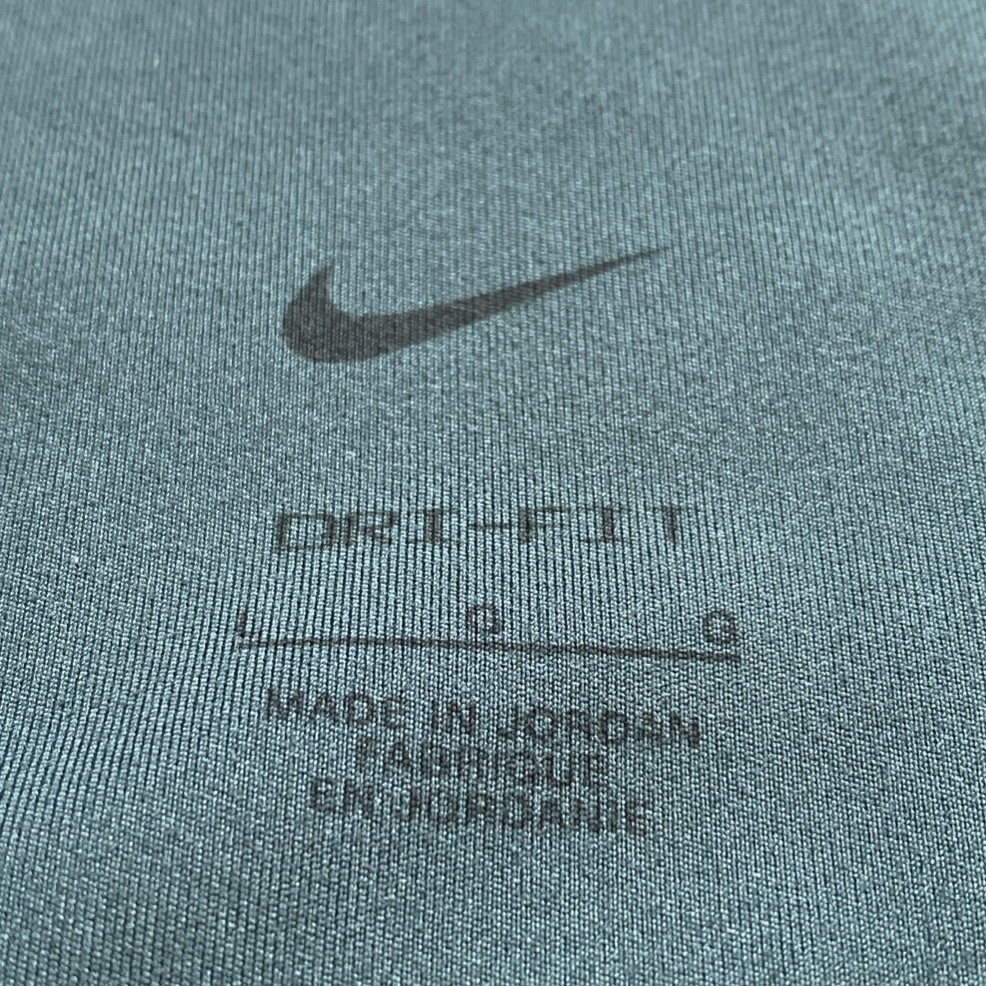 DRI-FIT
L G G
MADE IN JORDAN
FABRIQUE
EN JORDANIE